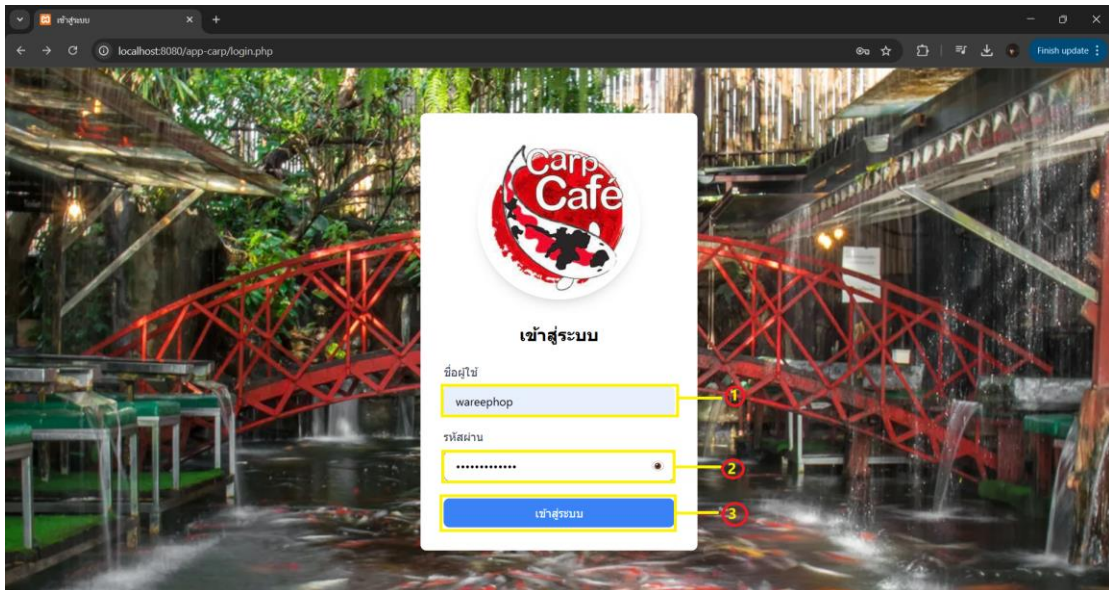 เข้าสู่ระบบ
localhost:8080/app-carp/login.php
Finish update
Carp
Café
เข้าสู่ระบบ
ชื่อผู้ใช้
wareephop
1
รหัสผ่าน
2
เข้าสู่ระบบ
3